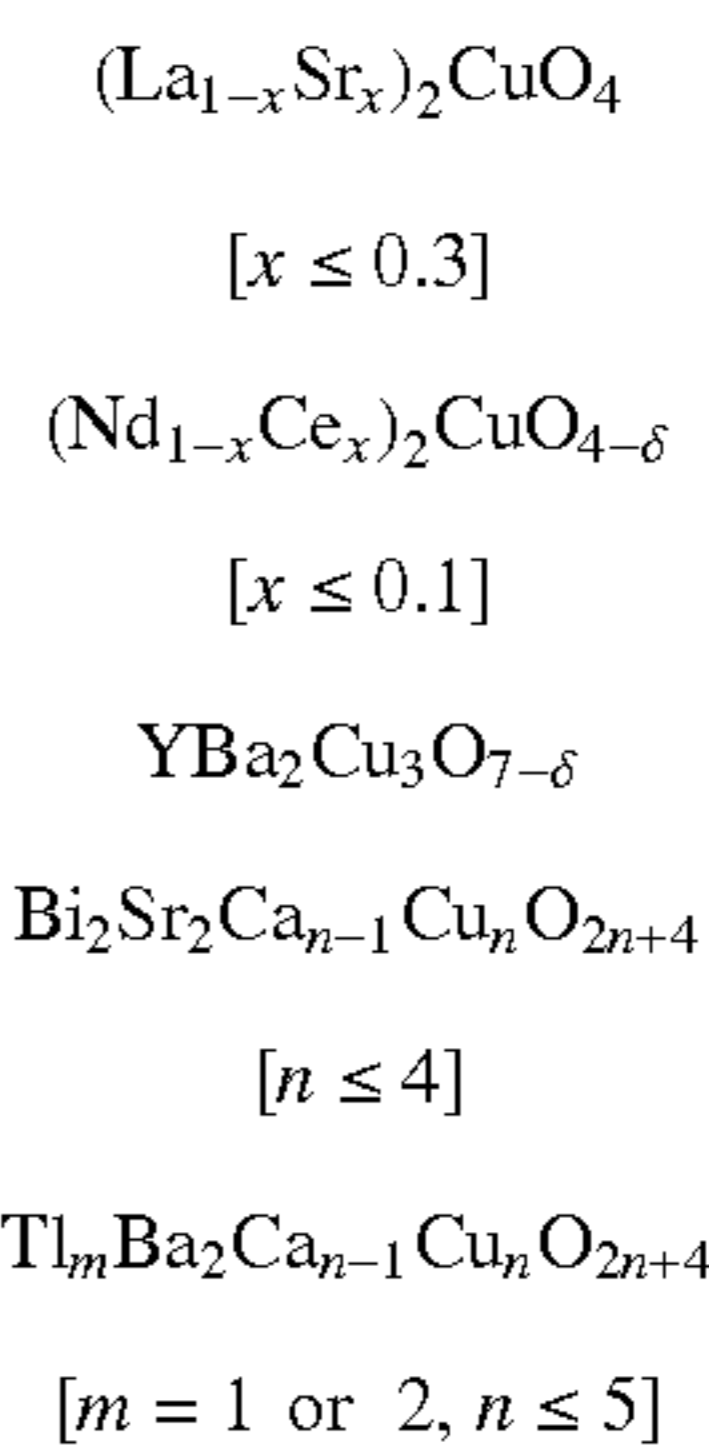 (La₁₋ₓSrₓ)₂CuO₄
[x ≤ 0.3]
(Nd₁₋ₓCeₓ)₂CuO₄₋δ
[x ≤ 0.1]
YBa₂Cu₃O₇₋δ
Bi₂Sr₂Caₙ₋₁CuₙO₂ₙ₊₄
[n ≤ 4]
TlₘBa₂Caₙ₋₁CuₙO₂ₙ₊₄
[m = 1 or 2, n ≤ 5]